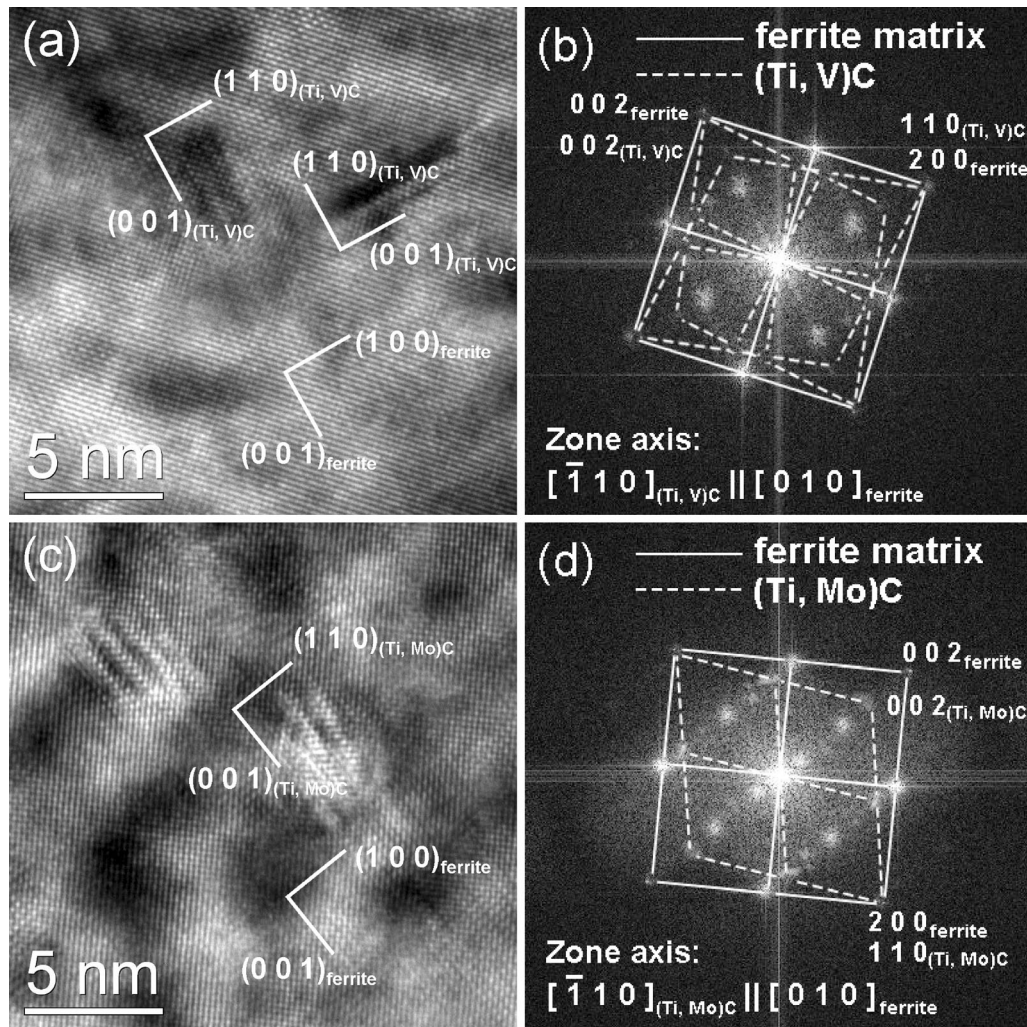 (a)
(1 1 0)(Ti, V)C
(1 1 0)(Ti, V)C
(0 0 1)(Ti, V)C
(0 0 1)(Ti, V)C
(1 0 0)ferrite
(0 0 1)ferrite
5 nm
(b)
ferrite matrix
(Ti, V)C
0 0 2ferrite
0 0 2(Ti, V)C
1 1 0(Ti, V)C
2 0 0ferrite
Zone axis:
[1̄ 1 0](Ti, V)C || [0 1 0]ferrite
(c)
(1 1 0)(Ti, Mo)C
(0 0 1)(Ti, Mo)C
(1 0 0)ferrite
(0 0 1)ferrite
5 nm
(d)
ferrite matrix
(Ti, Mo)C
0 0 2ferrite
0 0 2(Ti, Mo)C
2 0 0ferrite
1 1 0(Ti, Mo)C
Zone axis:
[1̄ 1 0](Ti, Mo)C || [0 1 0]ferrite